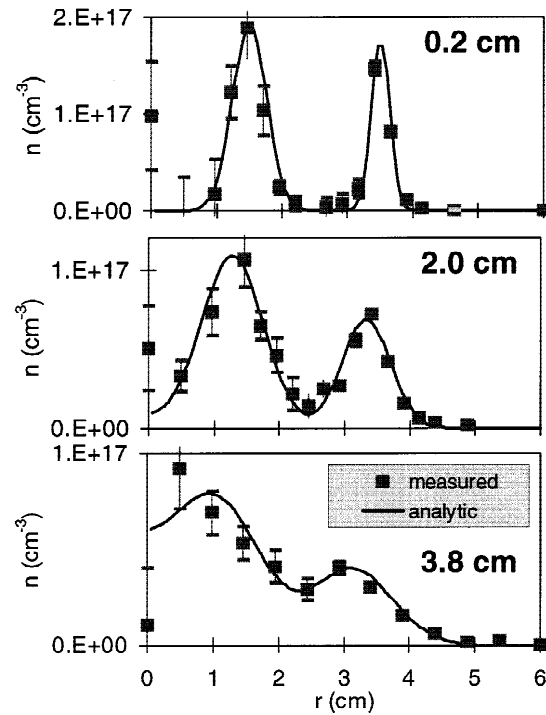 2.E+17
0.2 cm
n (cm-3)
1.E+17
0.E+00
2.0 cm
1.E+17
n (cm-3)
0.E+00
1.E+17
measured
analytic
n (cm-3)
3.8 cm
0.E+00
0 1 2 3 4 5 6
r (cm)